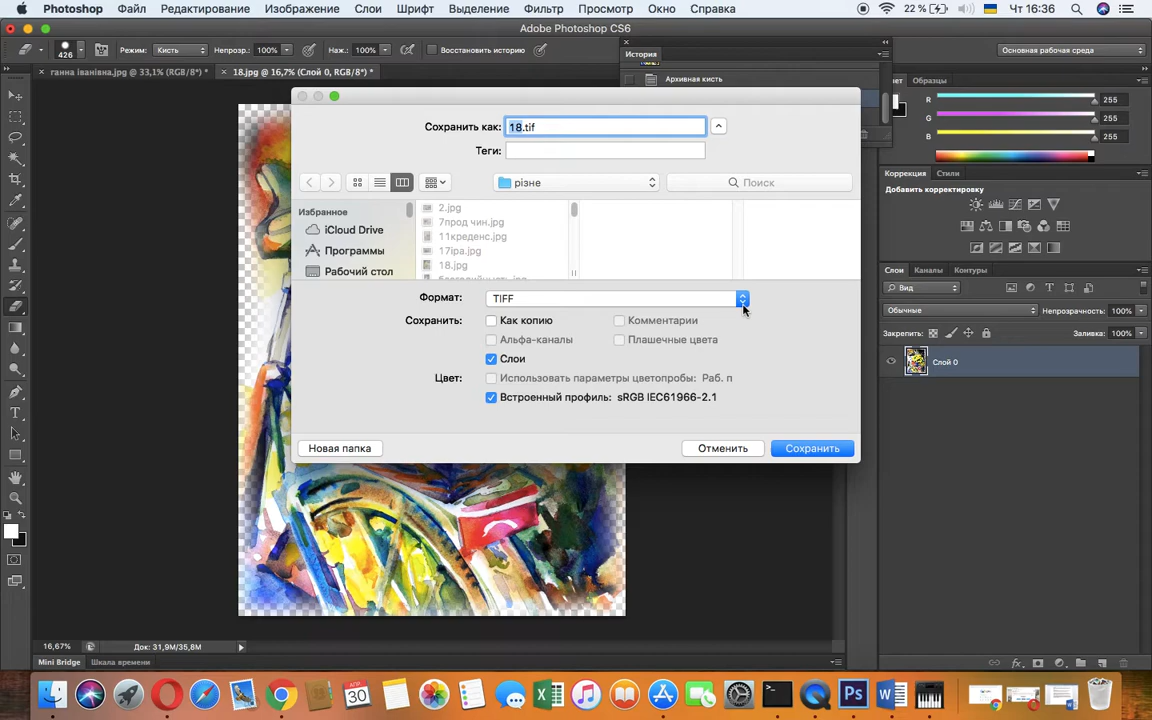 Photoshop Файл Редактирование Изображение Слои Шрифт Выделение Фильтр Просмотр Окно Справка 22 % Чт 16:36
Adobe Photoshop CS6
426 Режим: Кисть Непрозр.: 100% Наж.: 100% Восстановить историю Основная рабочая среда
История
ганна іванівна.jpg @ 33,1% (RGB/8*) * 18.jpg @ 16,7% (Слой 0, RGB/8*) *
Архивная кисть
Образцы
R 255
G 255
B 255
Коррекция Стили
Добавить корректировку
Слои Каналы Контуры
Вид
Обычные Непрозрачность: 100%
Закрепить: Заливка: 100%
Слой 0
Сохранить как: 18.tif
Теги:
різне Поиск
Избранное
iCloud Drive
Программы
Рабочий стол
2.jpg
7прод чин.jpg
11креденс.jpg
17іра.jpg
18.jpg
Формат: TIFF
Сохранить: Как копию Комментарии
Альфа-каналы Плашечные цвета
Слои
Цвет: Использовать параметры цветопробы: Раб. п
Встроенный профиль: sRGB IEC61966-2.1
Новая папка Отменить Сохранить
16,67% Док: 31,9M/35,8M
Mini Bridge Шкала времени
АПР.
30
Ps